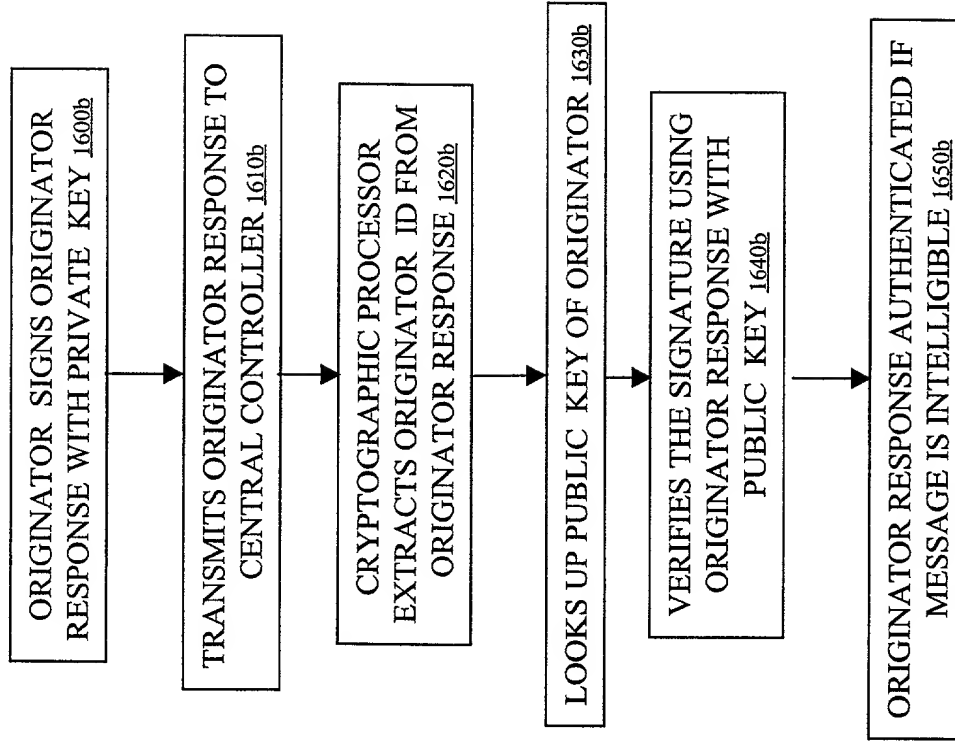 ORIGINATOR SIGNS ORIGINATOR
RESPONSE WITH PRIVATE KEY 1600b
TRANSMITS ORIGINATOR RESPONSE TO
CENTRAL CONTROLLER 1610b
CRYPTOGRAPHIC PROCESSOR
EXTRACTS ORIGINATOR ID FROM
ORIGINATOR RESPONSE 1620b
LOOKS UP PUBLIC KEY OF ORIGINATOR 1630b
VERIFIES THE SIGNATURE USING
ORIGINATOR RESPONSE WITH
PUBLIC KEY 1640b
ORIGINATOR RESPONSE AUTHENTICATED IF
MESSAGE IS INTELLIGIBLE 1650b